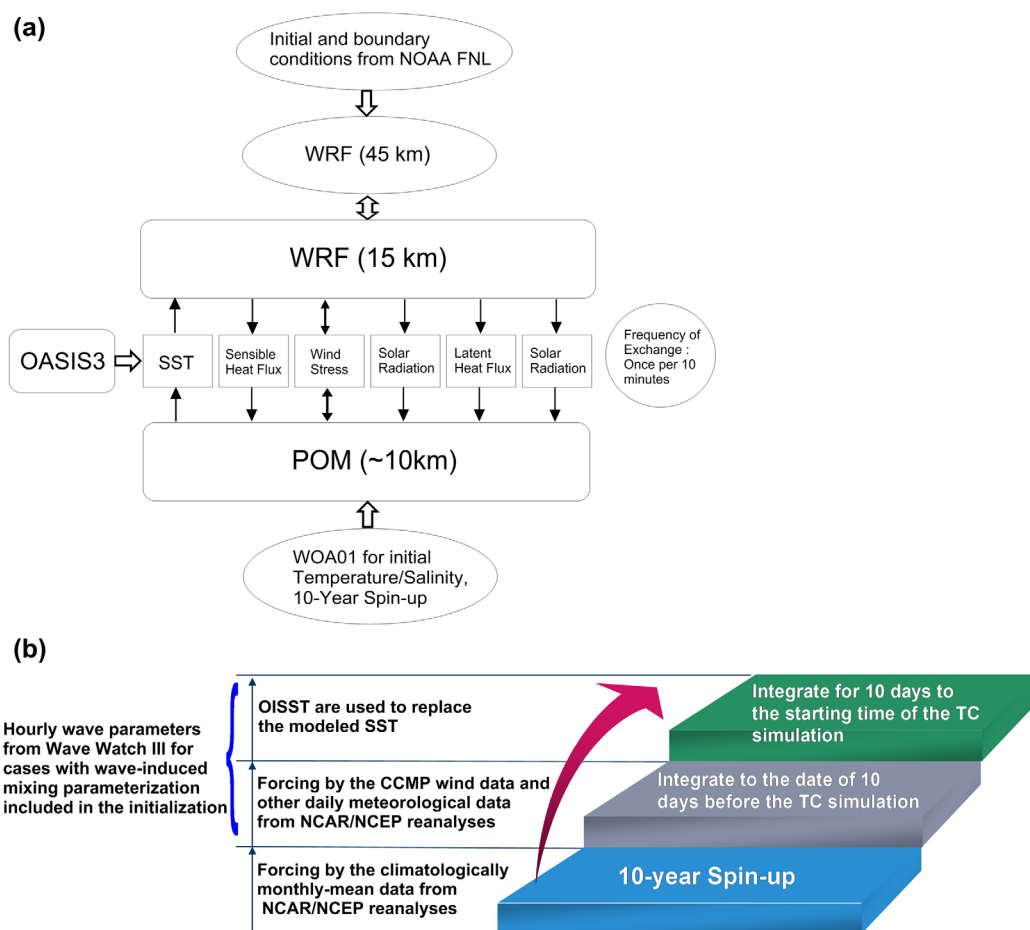 (a)
Initial and boundary
conditions from NOAA FNL
WRF (45 km)
WRF (15 km)
OASIS3
SST
Sensible
Heat Flux
Wind
Stress
Solar
Radiation
Latent
Heat Flux
Solar
Radiation
Frequency of
Exchange :
Once per 10
minutes
POM (~10km)
WOA01 for initial
Temperature/Salinity,
10-Year Spin-up
(b)
Hourly wave parameters
from Wave Watch III for
cases with wave-induced
mixing parameterization
included in the initialization
OISST are used to replace
the modeled SST
Forcing by the CCMP wind data and
other daily meteorological data
from NCAR/NCEP reanalyses
Forcing by the climatologically
monthly-mean data from
NCAR/NCEP reanalyses
Integrate for 10 days to
the starting time of the TC
simulation
Integrate to the date of 10
days before the TC simulation
10-year Spin-up